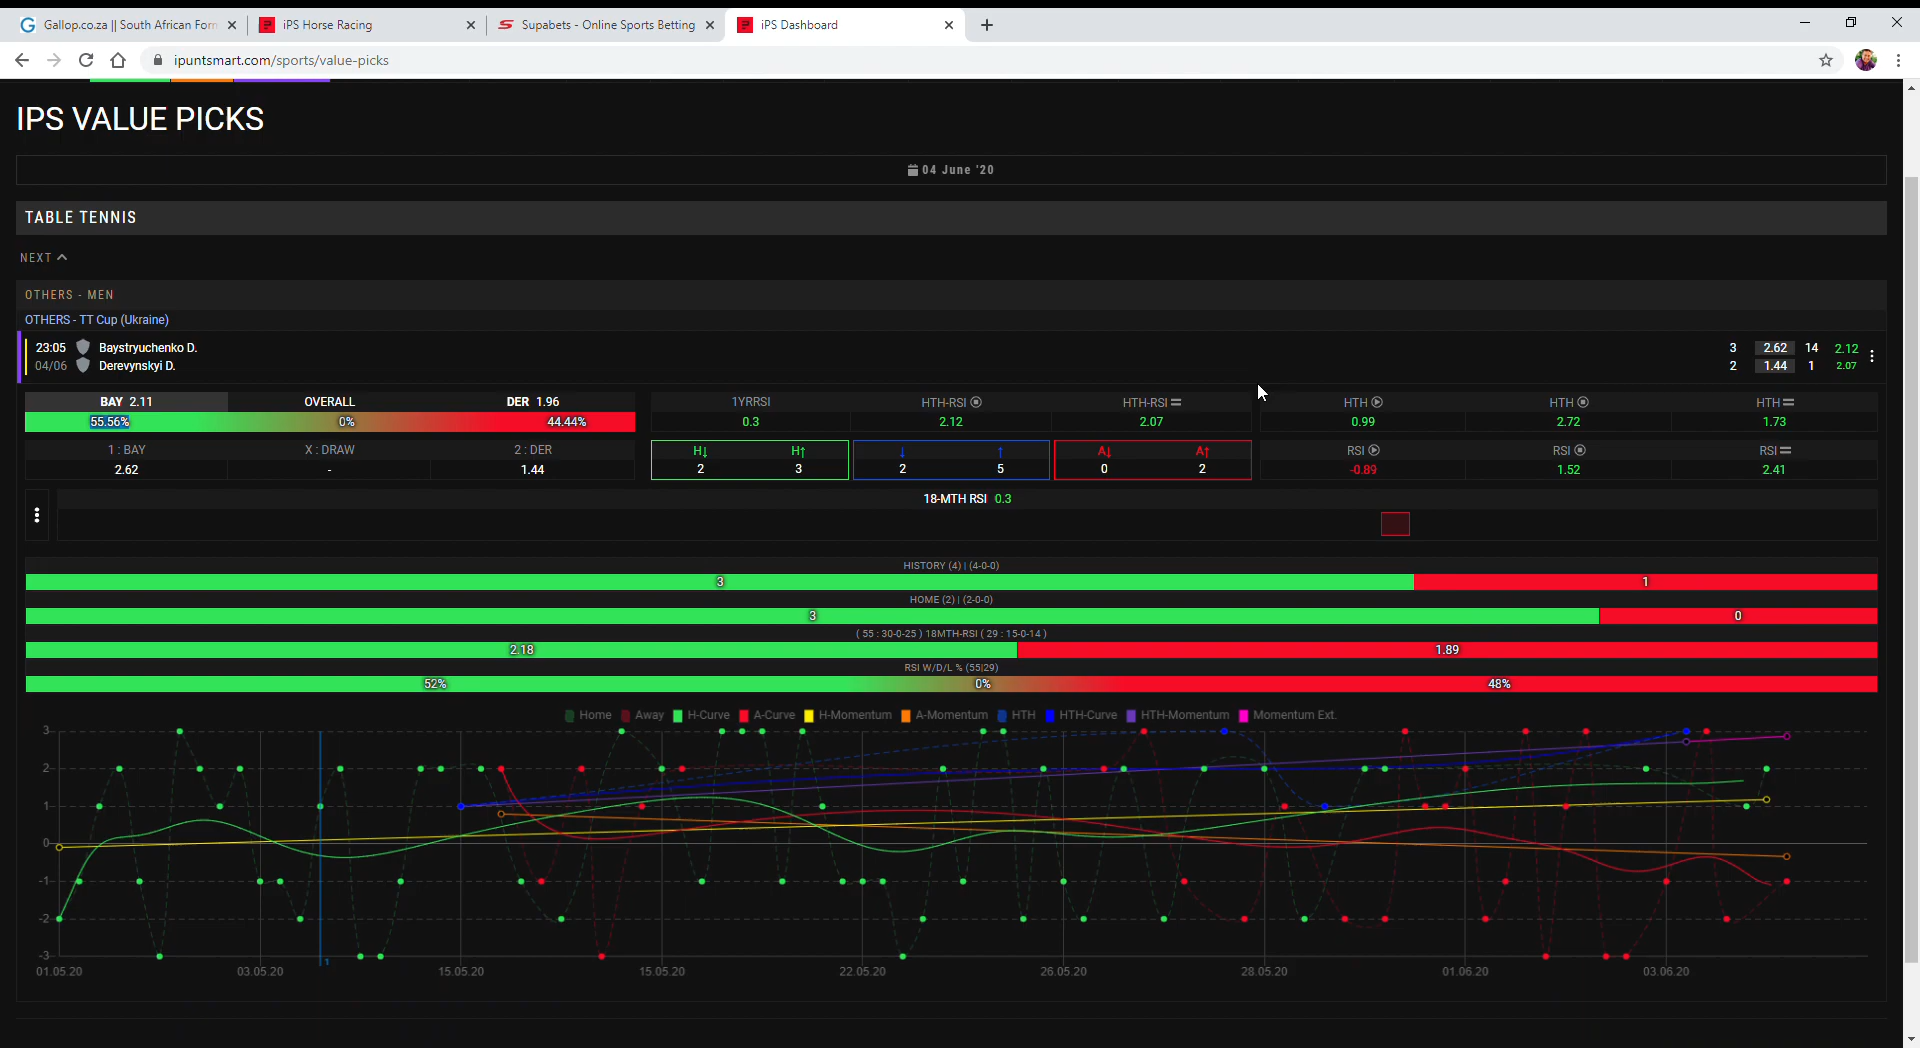 Gallop.co.za || South African Forr
iPS Horse Racing
Supabets - Online Sports Betting
iPS Dashboard
ipuntsmart.com/sports/value-picks
IPS VALUE PICKS
04 June '20
TABLE TENNIS
NEXT
OTHERS - MEN
OTHERS - TT Cup (Ukraine)
23:05 Baystryuchenko D. 3 2.62 14 2.12
04/06 Derevynskyi D. 2 1.44 1 2.07
BAY 2.11 OVERALL DER 1.96
55.56% 0% 44.44%
1 : BAY X : DRAW 2 : DER
2.62 - 1.44
1YRRSI HTH-RSI HTH-RSI
0.3 2.12 2.07
H↓ H↑ ↓ ↑ A↓ A↑
2 3 2 5 0 2
HTH HTH HTH
0.99 2.72 1.73
RSI RSI RSI
-0.89 1.52 2.41
18-MTH RSI 0.3
HISTORY (4) | (4-0-0)
3 1
HOME (2) | (2-0-0)
3 0
( 55 : 30-0-25 ) 18MTH-RSI ( 29 : 15-0-14 )
2.18 1.89
RSI W/D/L % (55|29)
52% 0% 48%
Home Away H-Curve A-Curve H-Momentum A-Momentum HTH HTH-Curve HTH-Momentum Momentum Ext.
3
2
1
0
-1
-2
-3
1
01.05.20 03.05.20 15.05.20 15.05.20 22.05.20 26.05.20 28.05.20 01.06.20 03.06.20